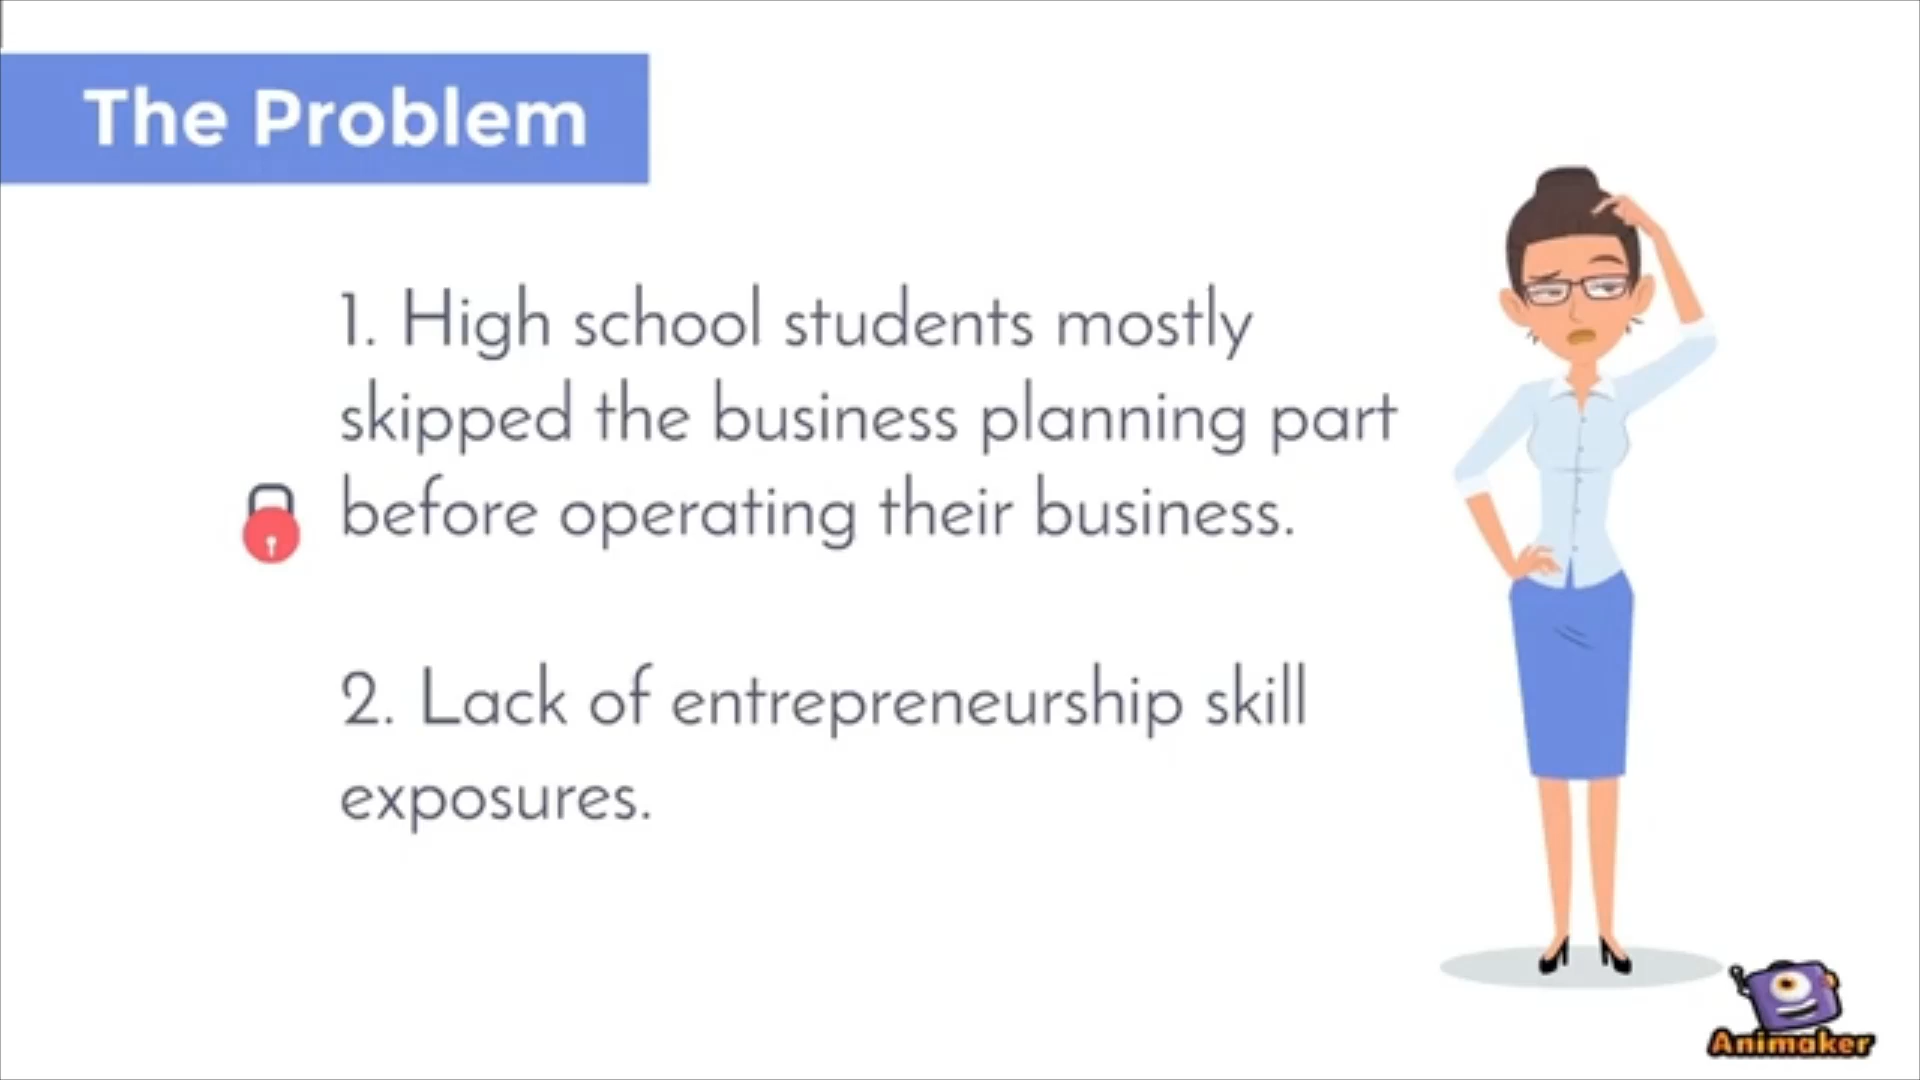 The Problem
1. High school students mostly
skipped the business planning part
before operating their business.
2. Lack of entrepreneurship skill
exposures.
Animaker